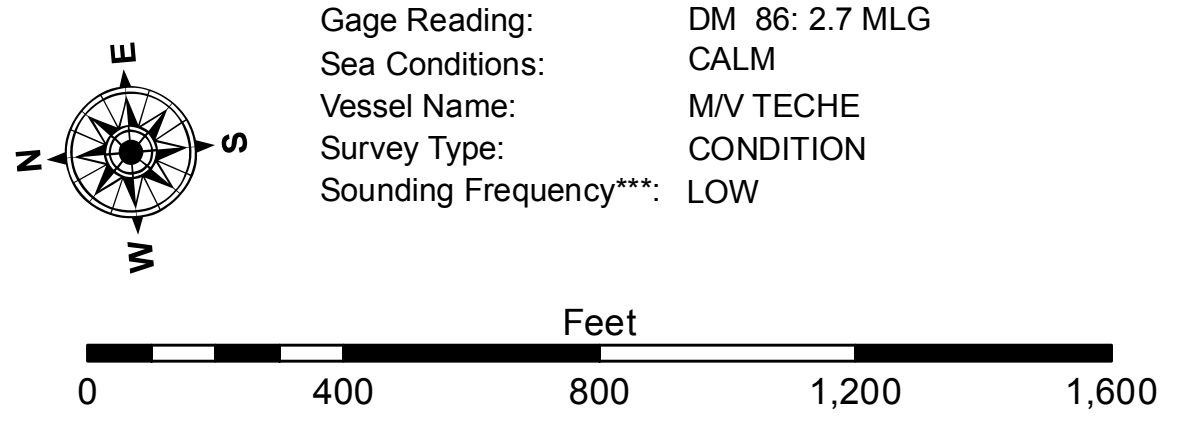 Gage Reading: DM 86: 2.7 MLG
Sea Conditions: CALM
Vessel Name: M/V TECHE
Survey Type: CONDITION
Sounding Frequency***: LOW
E
N
S
W
Feet
0 400 800 1,200 1,600